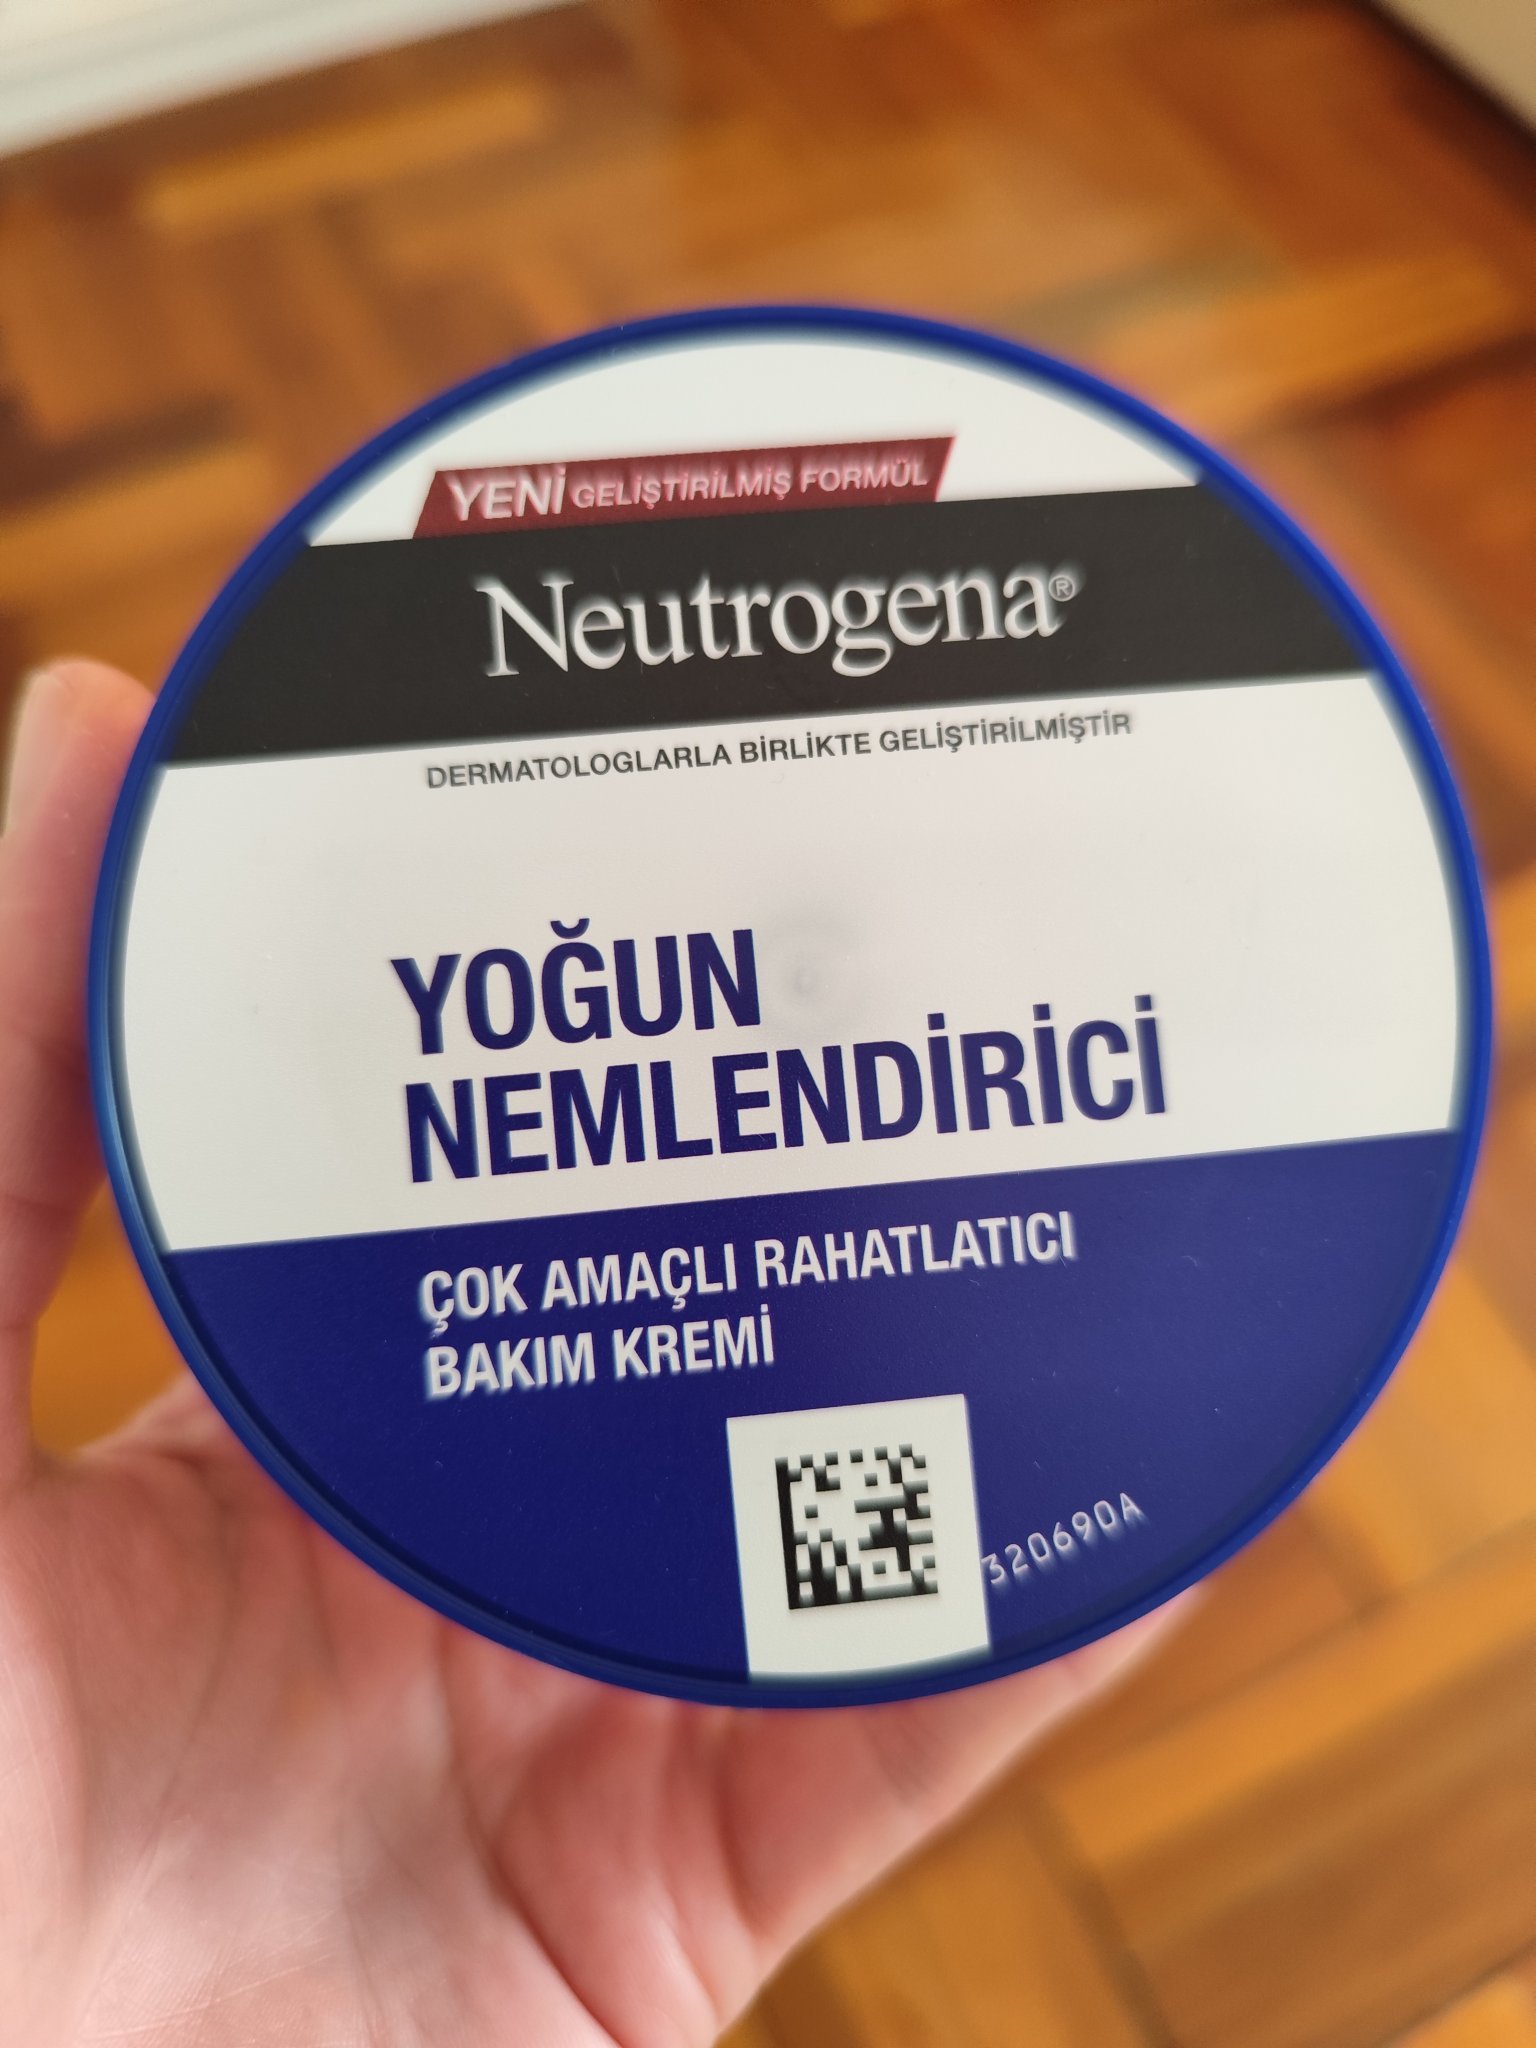 YENİ GELİŞTİRİLMİŞ FORMÜL
Neutrogena®
DERMATOLOGLARLA BİRLİKTE GELİŞTİRİLMİŞTİR
YOĞUN
NEMLENDİRİCİ
ÇOK AMAÇLI RAHATLATICI
BAKIM KREMİ
320690A